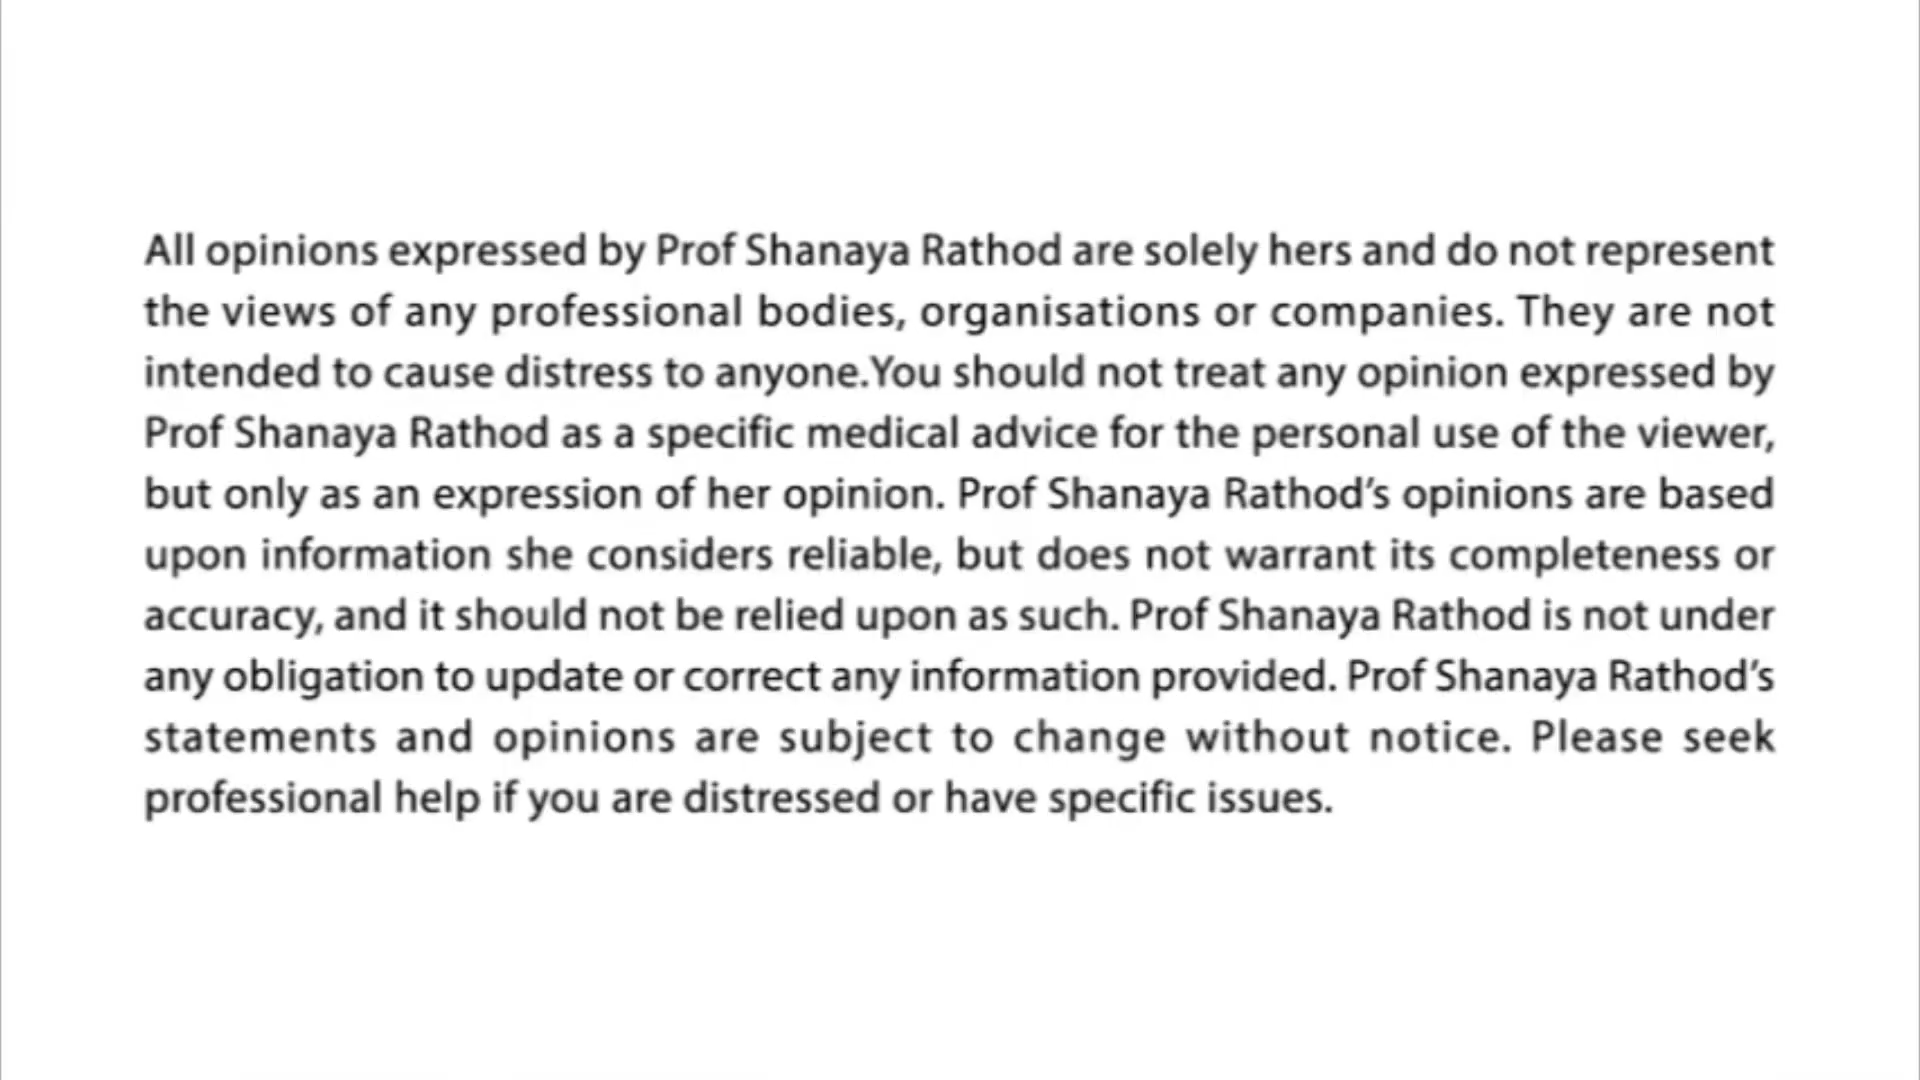 All opinions expressed by Prof Shanaya Rathod are solely hers and do not represent
the views of any professional bodies, organisations or companies. They are not
intended to cause distress to anyone.You should not treat any opinion expressed by
Prof Shanaya Rathod as a specific medical advice for the personal use of the viewer,
but only as an expression of her opinion. Prof Shanaya Rathod’s opinions are based
upon information she considers reliable, but does not warrant its completeness or
accuracy, and it should not be relied upon as such. Prof Shanaya Rathod is not under
any obligation to update or correct any information provided. Prof Shanaya Rathod’s
statements and opinions are subject to change without notice. Please seek
professional help if you are distressed or have specific issues.